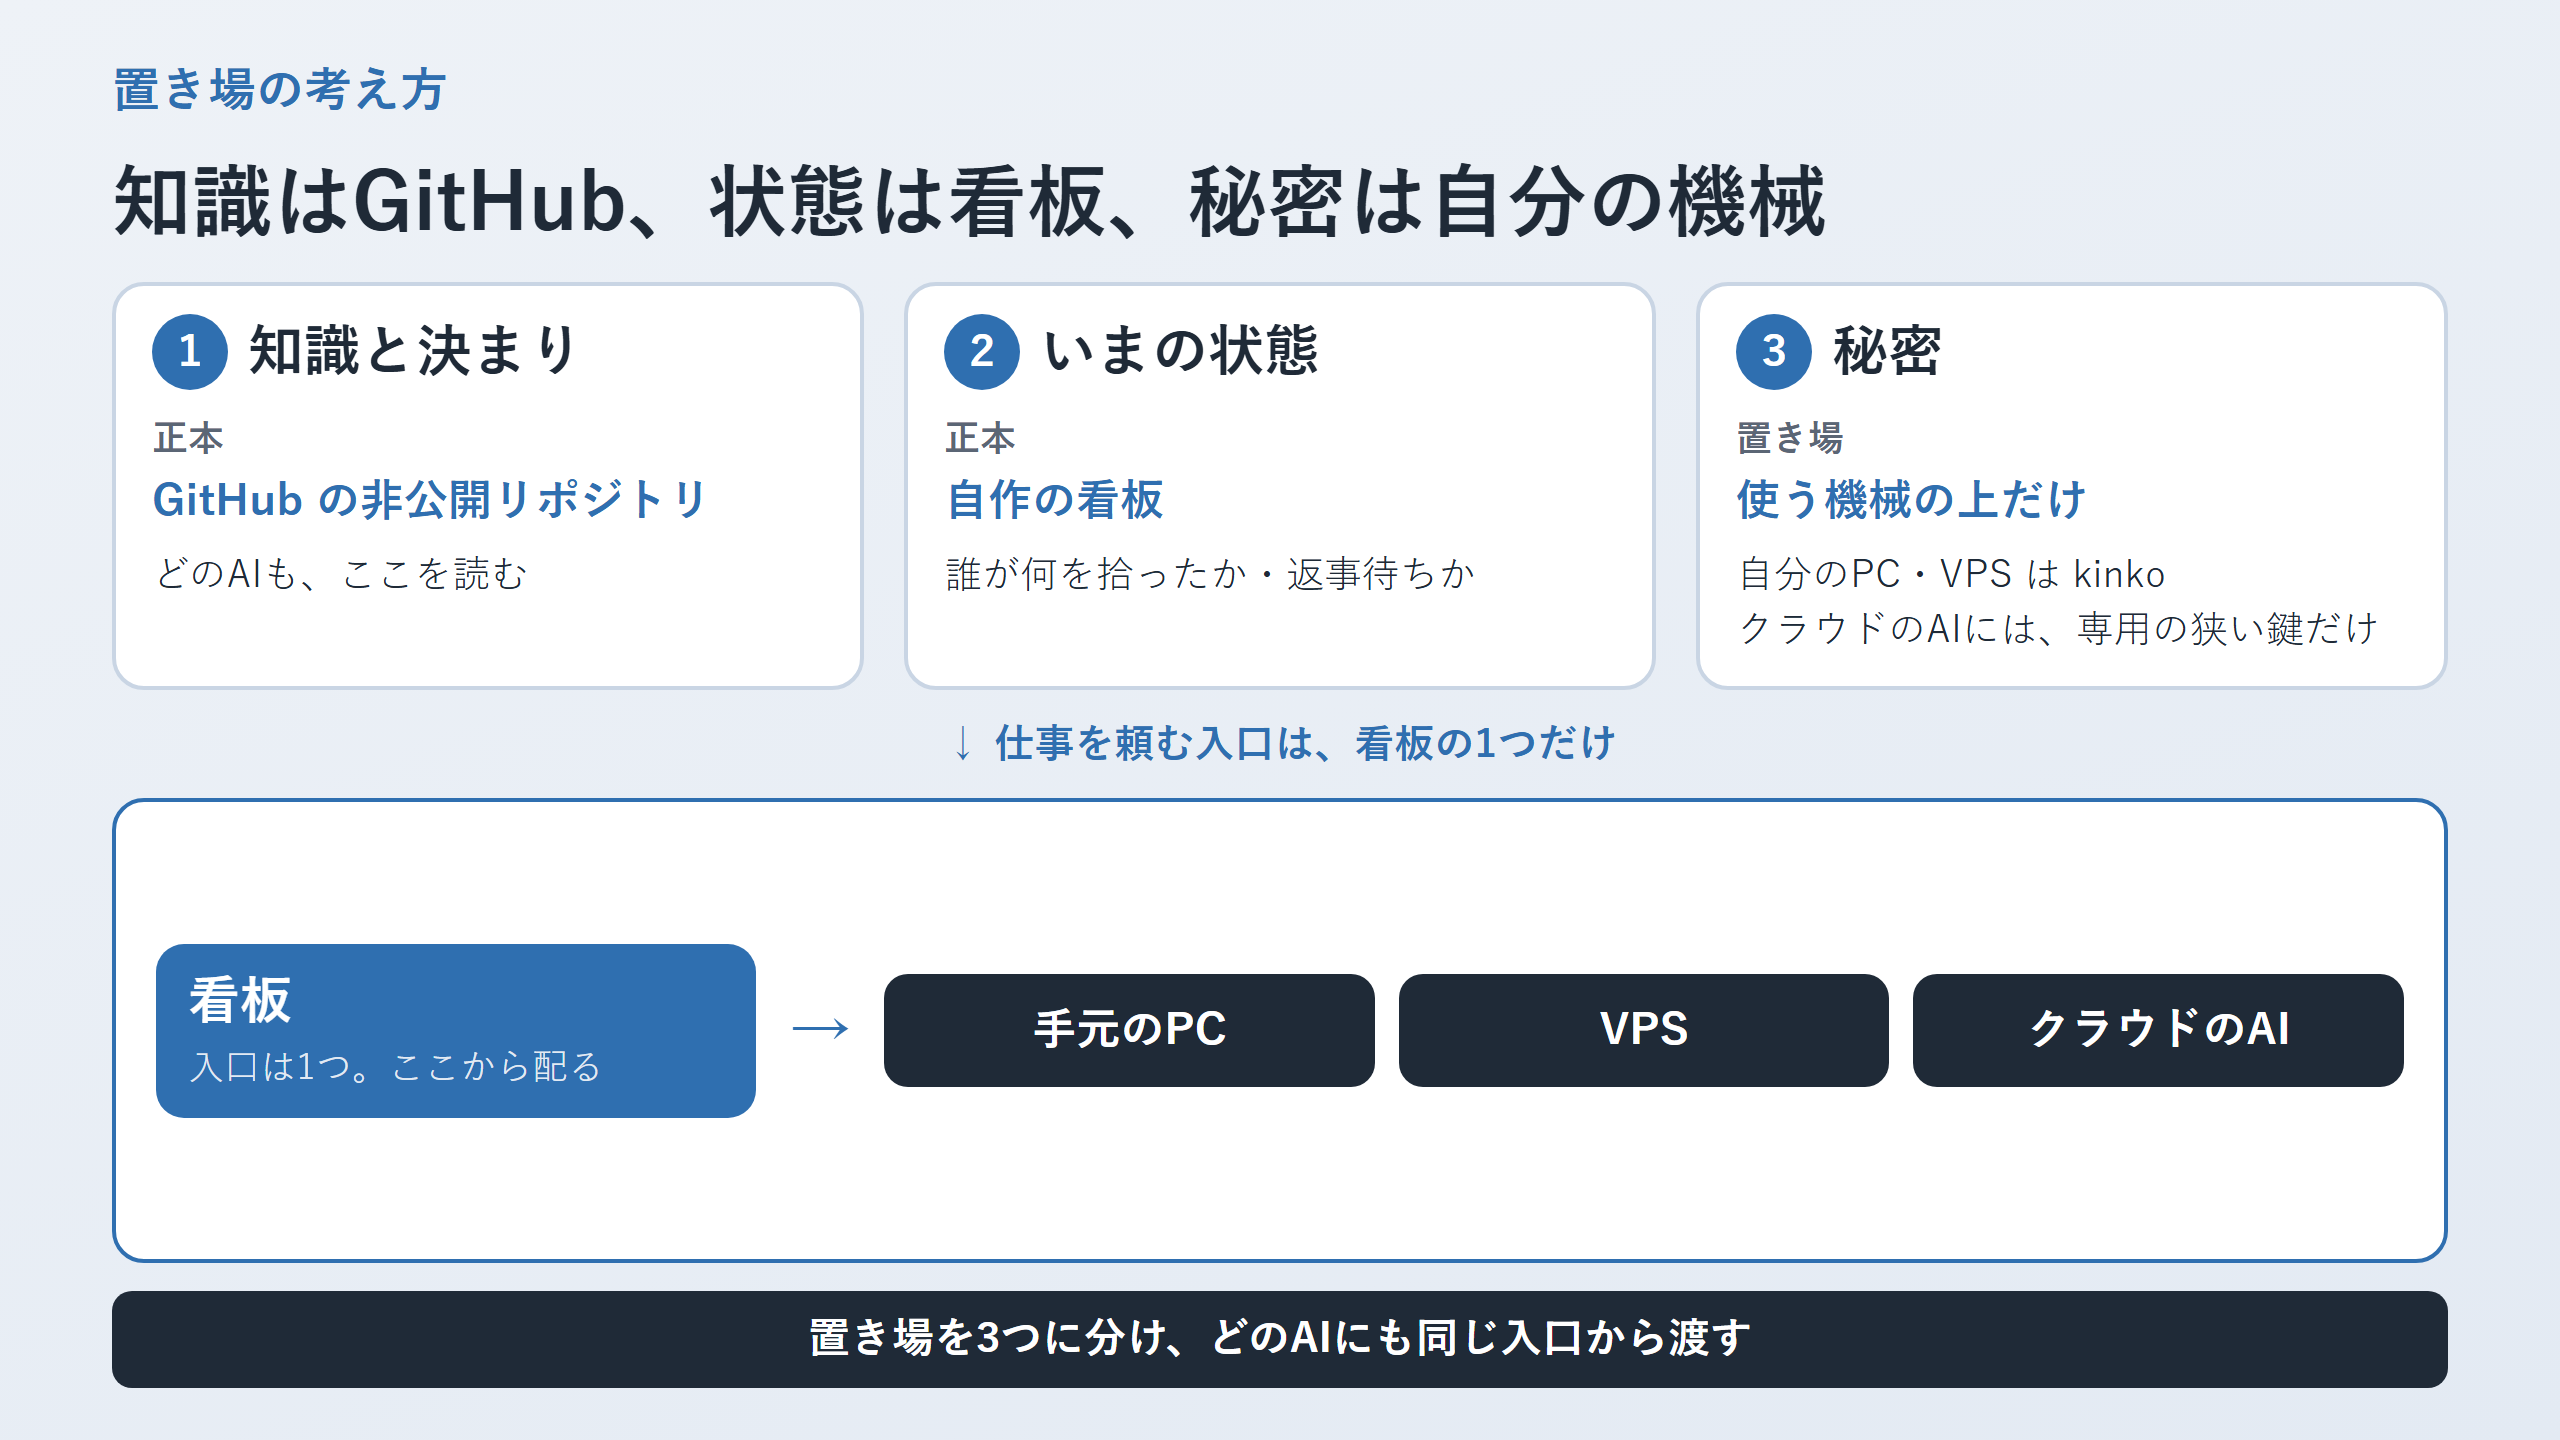 置き場の考え方
知識はGitHub、状態は看板、秘密は自分の機械
1 知識と決まり
正本
GitHub の非公開リポジトリ
どのAIも、ここを読む
2 いまの状態
正本
自作の看板
誰が何を拾ったか・返事待ちか
3 秘密
置き場
使う機械の上だけ
自分のPC・VPS は kinko
クラウドのAIには、専用の狭い鍵だけ
↓ 仕事を頼む入口は、看板の1つだけ
看板
入口は1つ。ここから配る
→
手元のPC
VPS
クラウドのAI
置き場を3つに分け、どのAIにも同じ入口から渡す